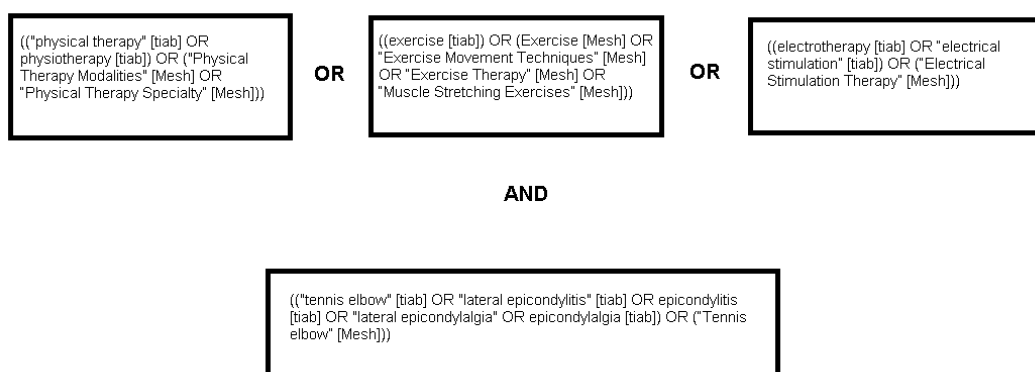 (("physical therapy" [tiab] OR
physiotherapy [tiab]) OR ("Physical
Therapy Modalities" [Mesh] OR
"Physical Therapy Specialty" [Mesh]))
OR
((exercise [tiab]) OR (Exercise [Mesh] OR
"Exercise Movement Techniques" [Mesh]
OR "Exercise Therapy" [Mesh] OR
"Muscle Stretching Exercises" [Mesh]))
OR
((electrotherapy [tiab] OR "electrical
stimulation" [tiab]) OR ("Electrical
Stimulation Therapy" [Mesh]))
AND
(("tennis elbow" [tiab] OR "lateral epicondylitis" [tiab] OR epicondylitis
[tiab] OR "lateral epicondylalgia" OR epicondylalgia [tiab]) OR ("Tennis
elbow" [Mesh]))